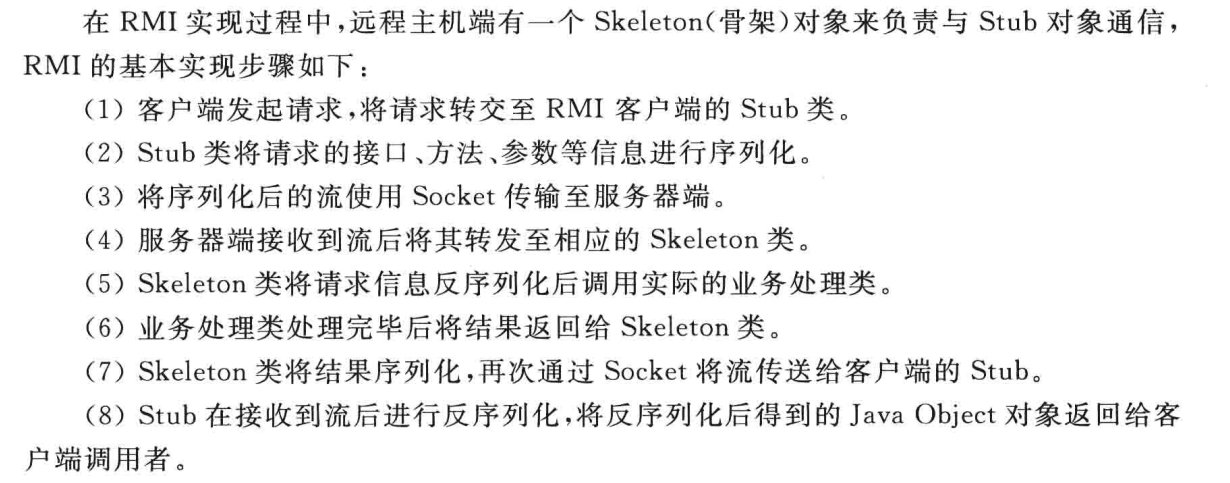 在 RMI 实现过程中,远程主机端有一个 Skeleton(骨架)对象来负责与 Stub 对象通信,
RMI 的基本实现步骤如下:
(1) 客户端发起请求,将请求转交至 RMI 客户端的 Stub 类。
(2) Stub 类将请求的接口、方法、参数等信息进行序列化。
(3) 将序列化后的流使用 Socket 传输至服务器端。
(4) 服务器端接收到流后将其转发至相应的 Skeleton 类。
(5) Skeleton 类将请求信息反序列化后调用实际的业务处理类。
(6) 业务处理类处理完毕后将结果返回给 Skeleton 类。
(7) Skeleton 类将结果序列化,再次通过 Socket 将流传送给客户端的 Stub。
(8) Stub 在接收到流后进行反序列化,将反序列化后得到的 Java Object 对象返回给客
户端调用者。